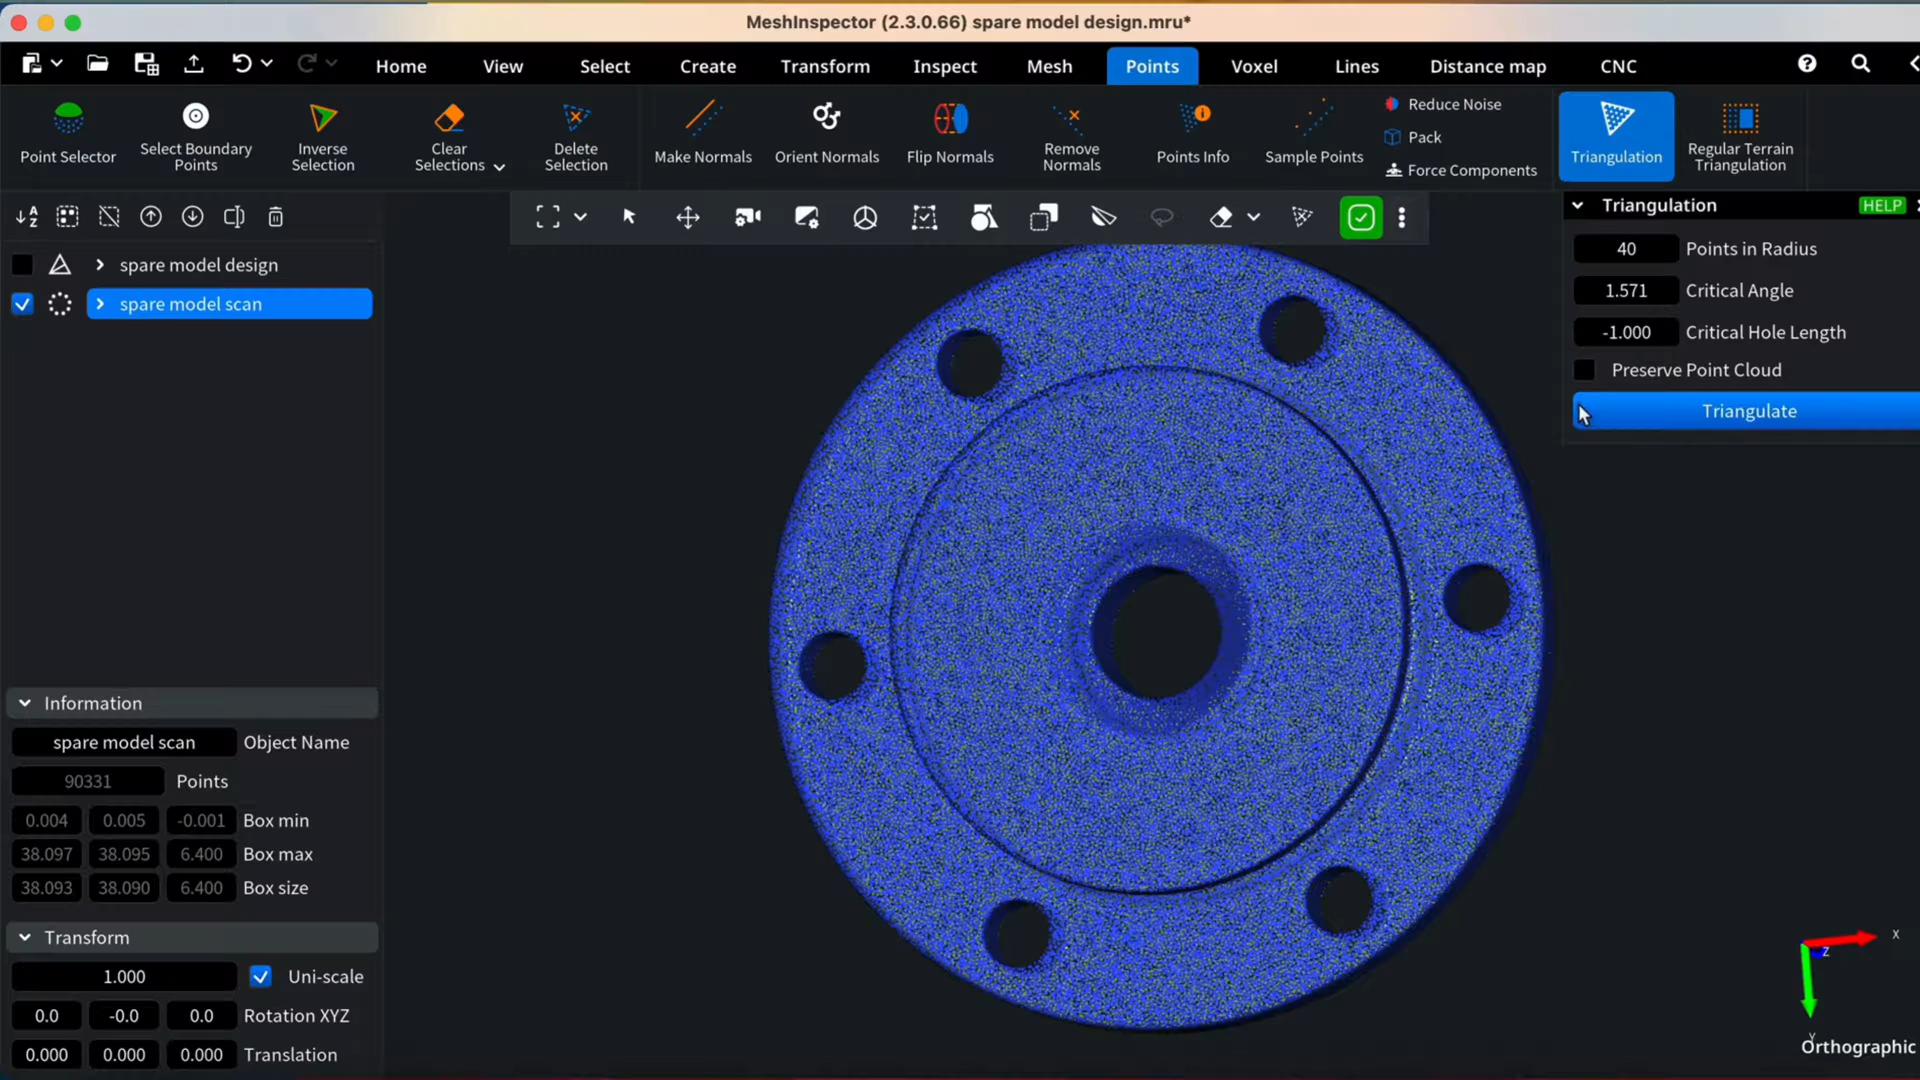 MeshInspector (2.3.0.66) spare model design.mru*
Home View Select Create Transform Inspect Mesh Points Voxel Lines Distance map CNC
Point Selector
Select Boundary
Points
Inverse
Selection
Clear
Selections
Delete
Selection
Make Normals
Orient Normals
Flip Normals
Remove
Normals
Points Info
Sample Points
Reduce Noise
Pack
Force Components
Triangulation
Regular Terrain
Triangulation
spare model design
spare model scan
Triangulation HELP
40 Points in Radius
1.571 Critical Angle
-1.000 Critical Hole Length
Preserve Point Cloud
Triangulate
Information
spare model scan Object Name
90331 Points
0.004 0.005 -0.001 Box min
38.097 38.095 6.400 Box max
38.093 38.090 6.400 Box size
Transform
1.000 Uni-scale
0.0 -0.0 0.0 Rotation XYZ
0.000 0.000 0.000 Translation
X
Z
Y
Orthographic